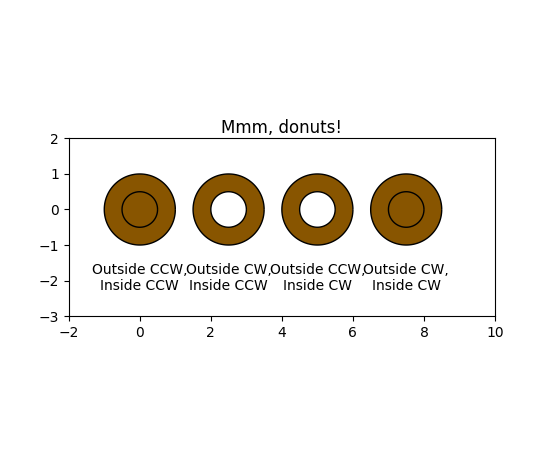 Mmm, donuts!
2
1
0
−1
−2
−3
Outside CCW, Outside CW, Outside CCW, Outside CW,
Inside CCW Inside CCW Inside CW Inside CW
−2 0 2 4 6 8 10